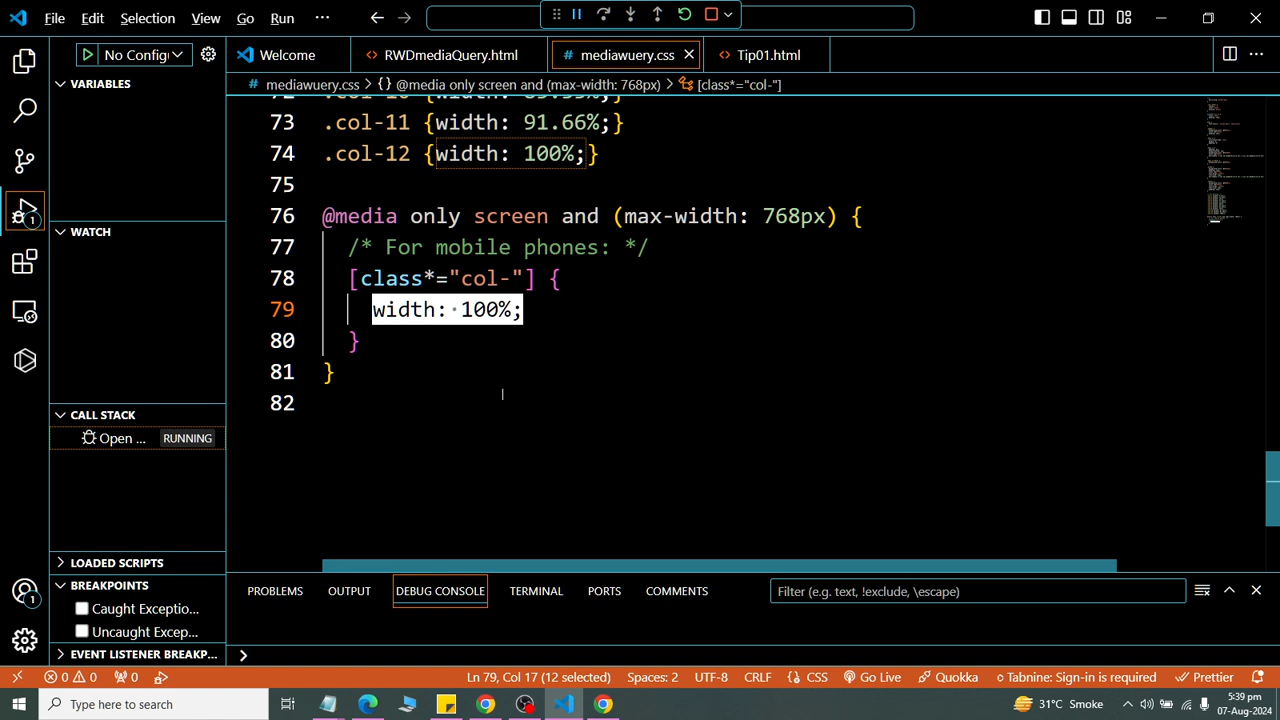 File Edit Selection View Go Run ···
No Configu
Welcome
<> RWDmediaQuery.html
# mediawuery.css
<> Tip01.html
# mediawuery.css > {} @media only screen and (max-width: 768px) > [class*="col-"]
VARIABLES
WATCH
CALL STACK
Open ... RUNNING
LOADED SCRIPTS
BREAKPOINTS
Caught Exceptio...
Uncaught Excep...
EVENT LISTENER BREAKP...
1
1
73 .col-11 {width: 91.66%;}
74 .col-12 {width: 100%;}
75
76 @media only screen and (max-width: 768px) {
77 /* For mobile phones: */
78 [class*="col-"] {
79 width: 100%;
80 }
81 }
82
PROBLEMS OUTPUT DEBUG CONSOLE TERMINAL PORTS COMMENTS
Filter (e.g. text, !exclude, \escape)
>
0 0 0 Ln 79, Col 17 (12 selected) Spaces: 2 UTF-8 CRLF {} CSS Go Live Quokka Tabnine: Sign-in is required Prettier
Type here to search
31°C Smoke
5:39 pm
07-Aug-2024